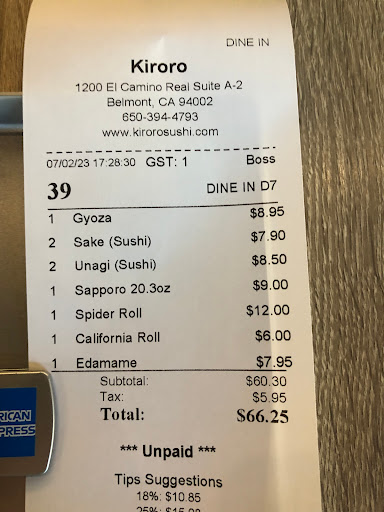 DINE IN
Kiroro
1200 El Camino Real Suite A-2
Belmont, CA 94002
650-394-4793
www.kirorosushi.com
07/02/23 17:28:30 GST: 1 Boss
39 DINE IN D7
1 Gyoza $8.95
2 Sake (Sushi) $7.90
2 Unagi (Sushi) $8.50
1 Sapporo 20.3oz $9.00
1 Spider Roll $12.00
1 California Roll $6.00
1 Edamame $7.95
Subtotal: $60.30
Tax: $5.95
Total: $66.25
*** Unpaid ***
Tips Suggestions
18%: $10.85
RICAN
PRESS